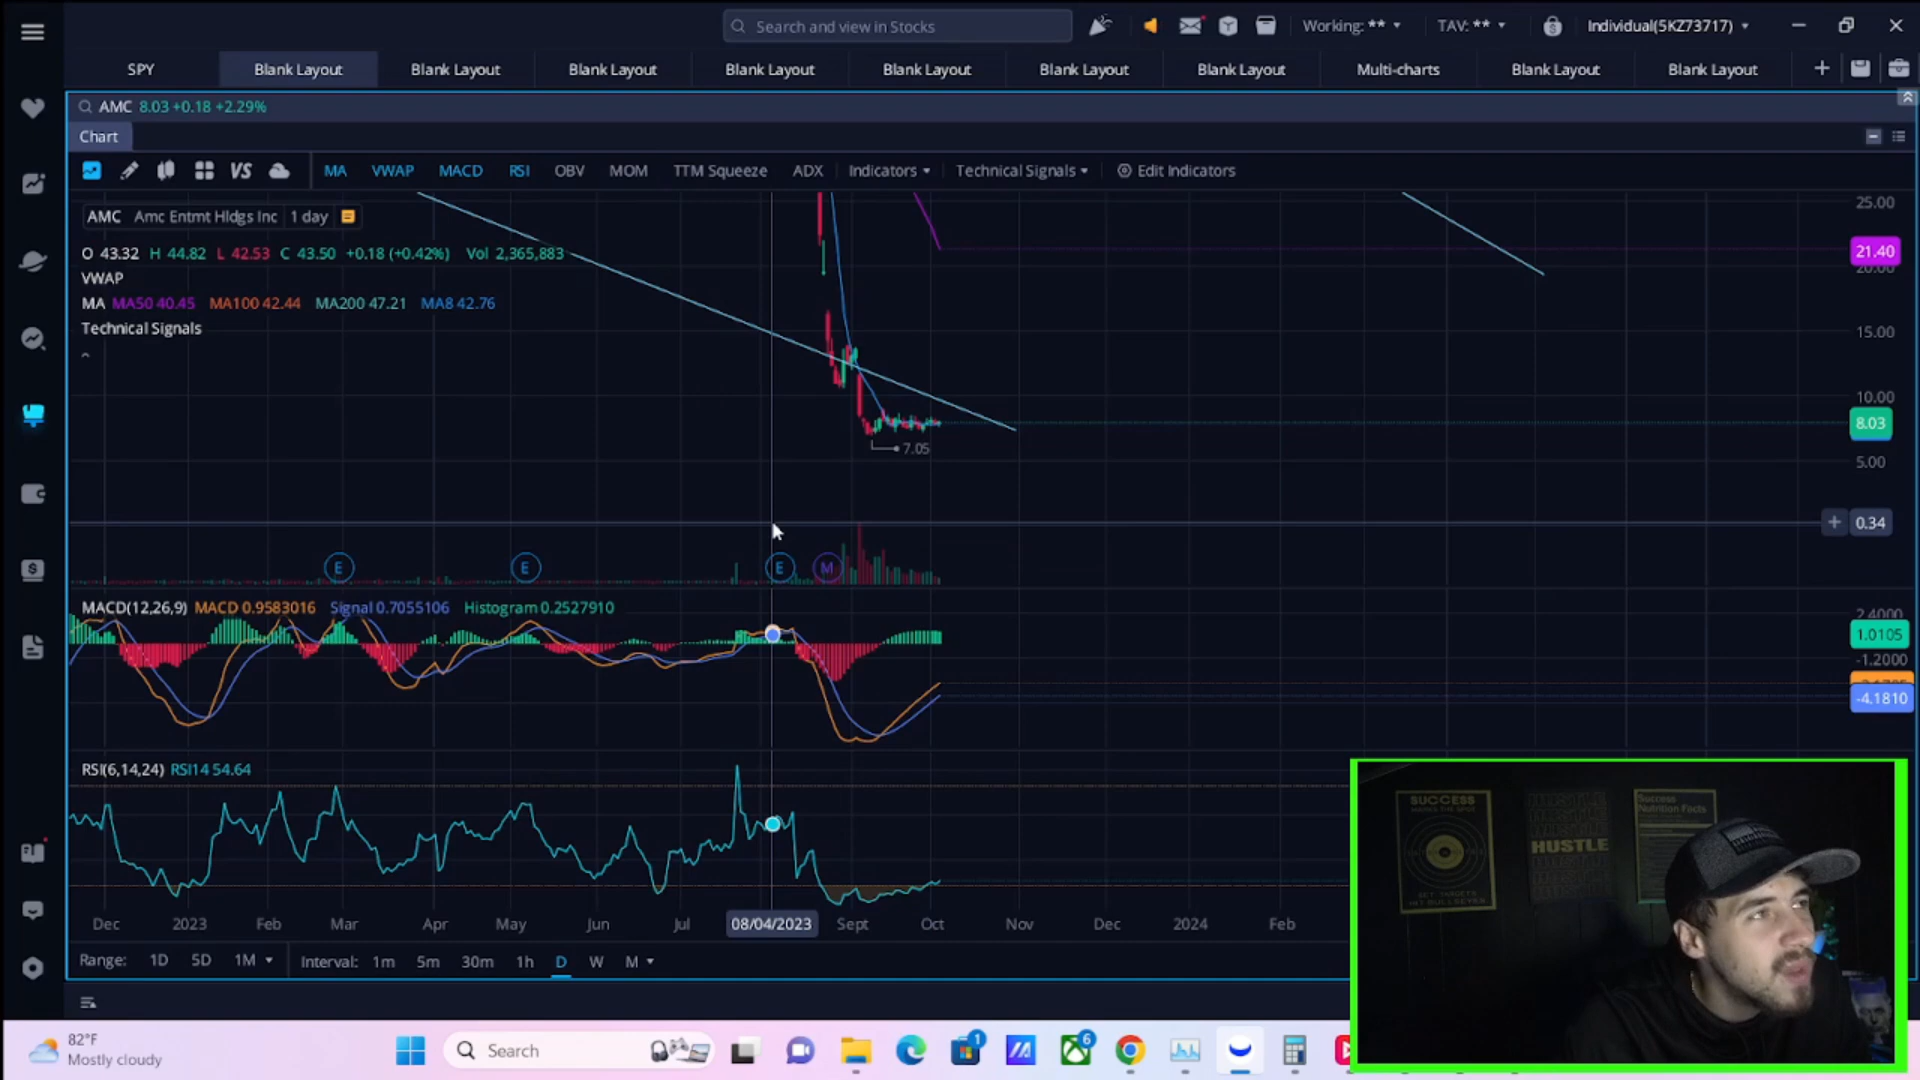 Search and view in Stocks
Working: **
TAV: **
Individual(5KZ73717)
SPY
Blank Layout
Blank Layout
Blank Layout
Blank Layout
Blank Layout
Blank Layout
Blank Layout
Multi-charts
Blank Layout
Blank Layout
AMC 8.03 +0.18 +2.29%
Chart
VS MA VWAP MACD RSI OBV MOM TTM Squeeze ADX Indicators Technical Signals Edit Indicators
AMC Amc Entmt Hldgs Inc 1 day
O 43.32 H 44.82 L 42.53 C 43.50 +0.18 (+0.42%) Vol 2,365,883
VWAP
MA MA50 40.45 MA100 42.44 MA200 47.21 MA8 42.76
Technical Signals
25.00
21.40
20.00
15.00
10.00
8.03
7.05
5.00
0.34
E E E M
MACD(12,26,9) MACD 0.9583016 Signal 0.7055106 Histogram 0.2527910
2.4000
1.0105
-1.2000
-4.1810
RSI(6,14,24) RSI14 54.64
Dec 2023 Feb Mar Apr May Jun Jul 08/04/2023 Sept Oct Nov Dec 2024 Feb
Range: 1D 5D 1M Interval: 1m 5m 30m 1h D W M
SUCCESS
HUSTLE
Success
Nutrition Facts
HUSTLE
SET TARGETS
HIT BULLSEYES
82°F
Mostly cloudy
Search
1
6